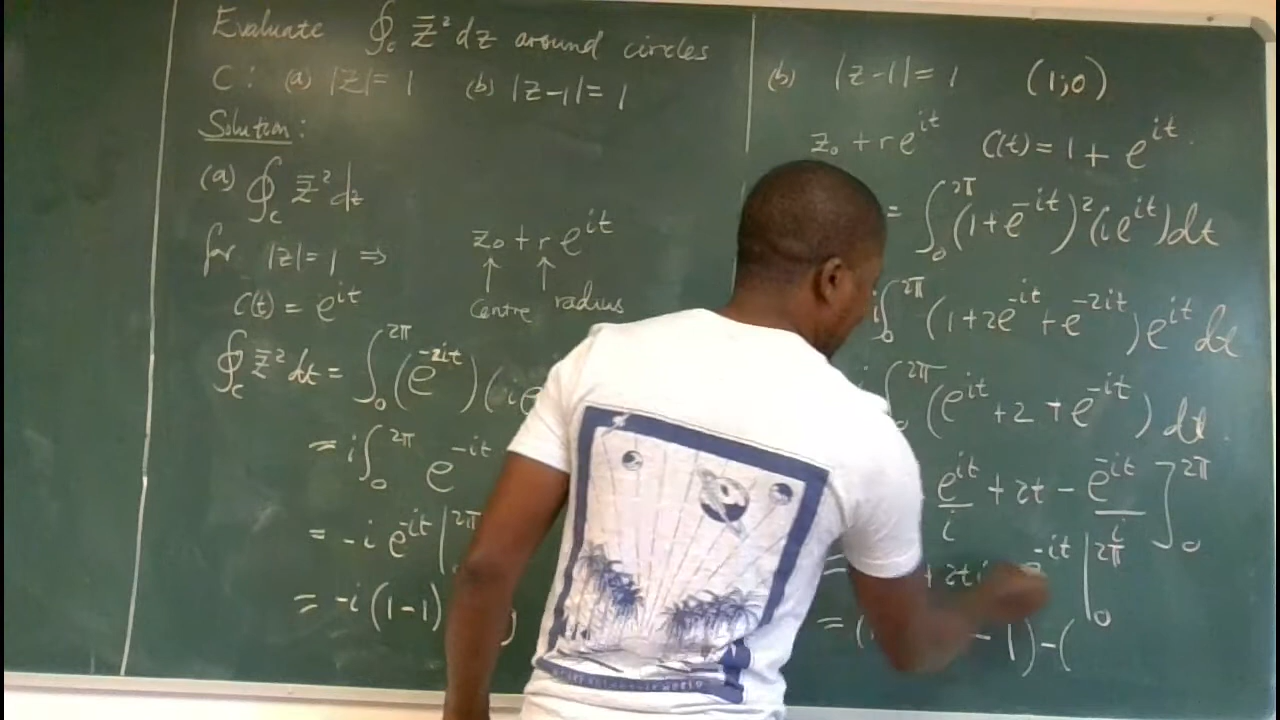 Evaluate ∮_c z̄² dz around circles
C : (a) |z| = 1 (b) |z-1| = 1
Solution :
(a) ∮_c z̄² dz
for |z| = 1 ⇒
z₀ + r e^{it}
centre radius
C(t) = e^{it}
∮_c z̄² dt = ∫₀^{2π} (e^{-2it}) (ie
= i∫₀^{2π} e^{-it}
= -i e^{-it} |^{2π}
= -i (1-1)
(b) |z-1| = 1 (1;0)
z₀ + r e^{it} C(t) = 1 + e^{it}.
= ∫₀^{2π} (1+e^{-it})² (ie^{it}) dt
i∫₀^{2π} (1+2e^{-it} + e^{-2it}) e^{it} dt
∫₀^{2π} (e^{it} + 2 + e^{-it}) dt
e^{it}/i + 2t - e^{-it}/i ]₀^{2π}
= + 2ti e^{-it} |₀^{2π}
= ( - 1) - (